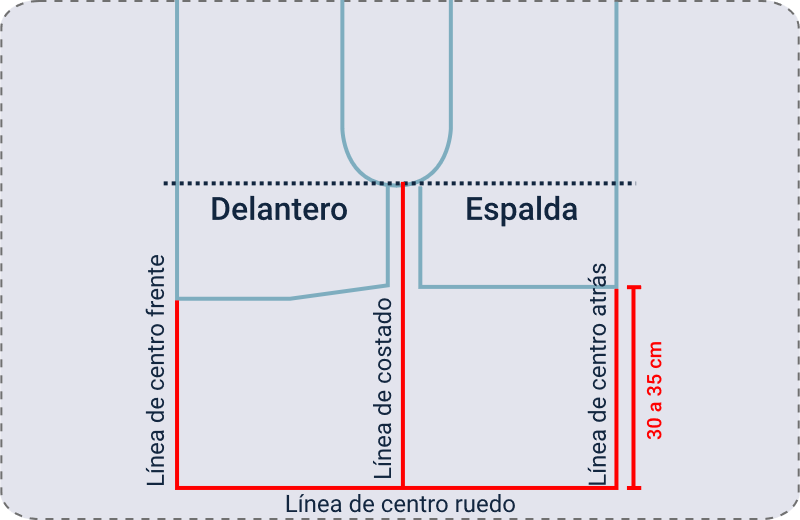 Delantero
Espalda
Línea de centro frente
Línea de costado
Línea de centro atrás
30 a 35 cm
Línea de centro ruedo